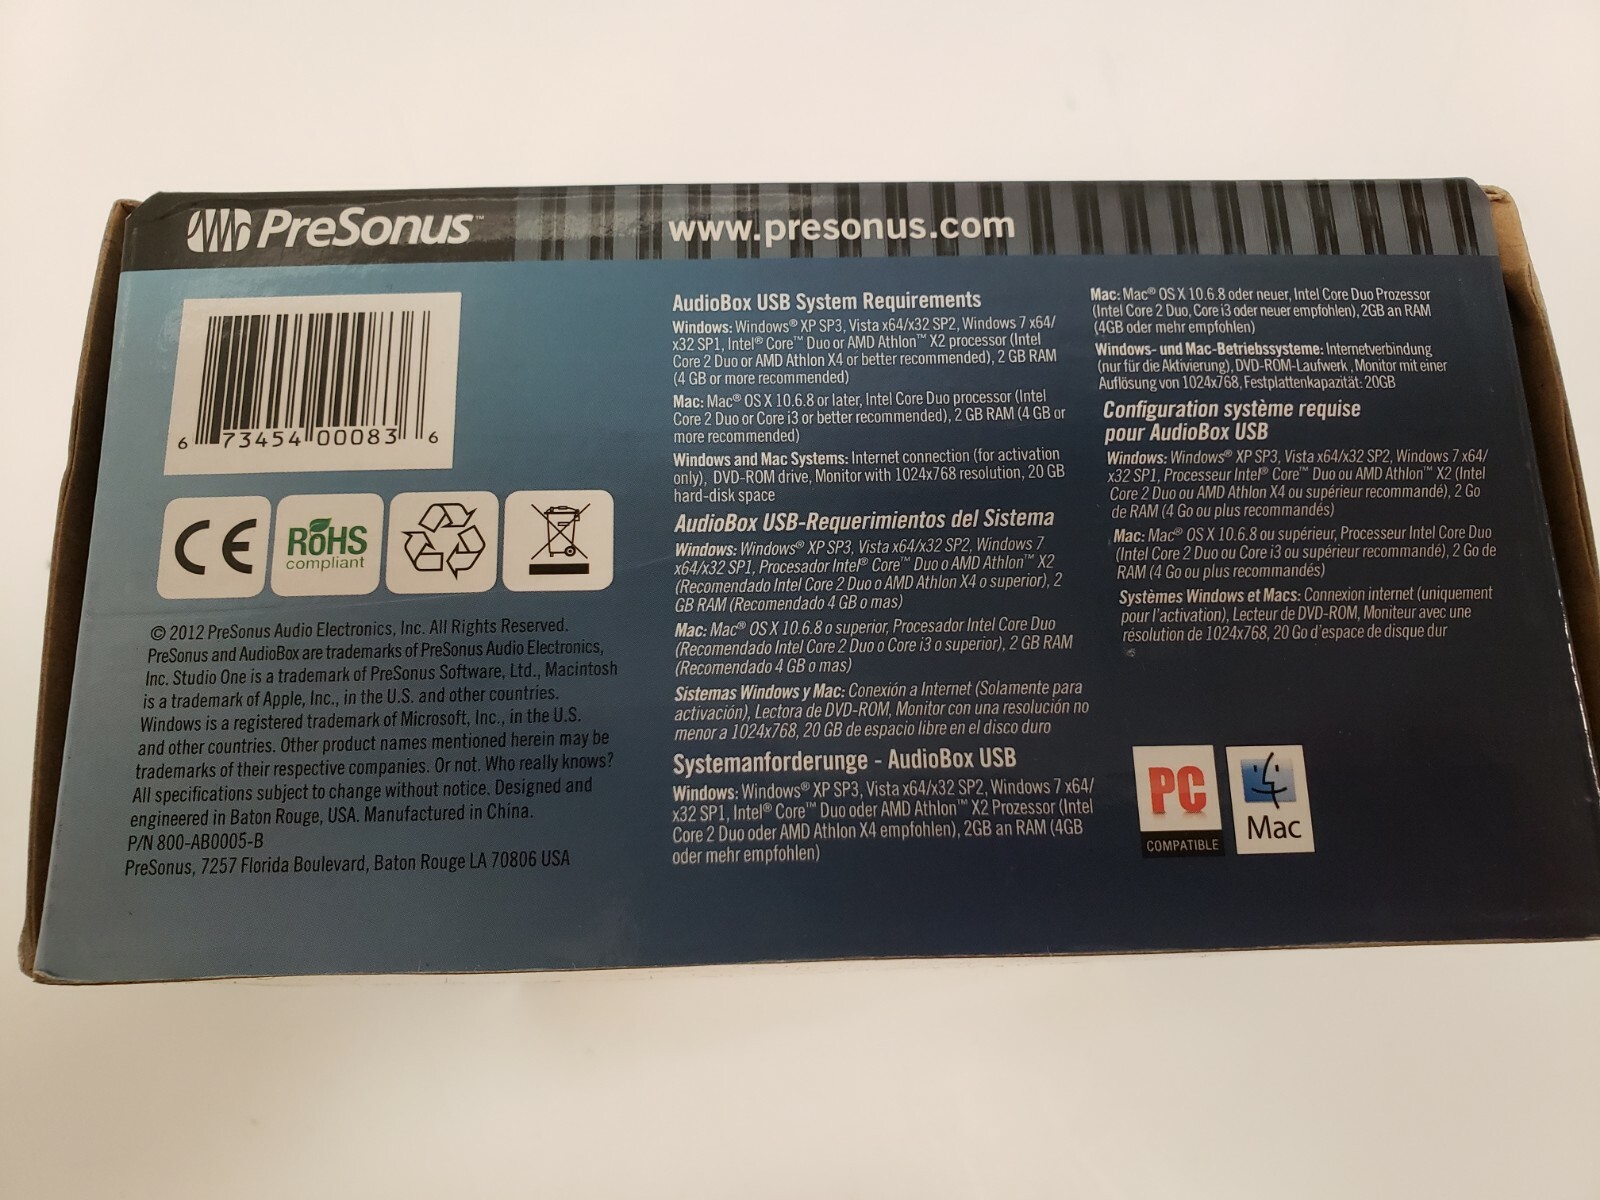 PreSonus™
www.presonus.com
6 73454 00083 6
CE
RoHS
compliant
© 2012 PreSonus Audio Electronics, Inc. All Rights Reserved.
PreSonus and AudioBox are trademarks of PreSonus Audio Electronics,
Inc. Studio One is a trademark of PreSonus Software, Ltd., Macintosh
is a trademark of Apple, Inc., in the U.S. and other countries.
Windows is a registered trademark of Microsoft, Inc., in the U.S.
and other countries. Other product names mentioned herein may be
trademarks of their respective companies. Or not. Who really knows?
All specifications subject to change without notice. Designed and
engineered in Baton Rouge, USA. Manufactured in China.
P/N 800-AB0005-B
PreSonus, 7257 Florida Boulevard, Baton Rouge LA 70806 USA
AudioBox USB System Requirements
Windows: Windows® XP SP3, Vista x64/x32 SP2, Windows 7 x64/
x32 SP1, Intel® Core™ Duo or AMD Athlon™ X2 processor (Intel
Core 2 Duo or AMD Athlon X4 or better recommended), 2 GB RAM
(4 GB or more recommended)
Mac: Mac® OS X 10.6.8 or later, Intel Core Duo processor (Intel
Core 2 Duo or Core i3 or better recommended), 2 GB RAM (4 GB or
more recommended)
Windows and Mac Systems: Internet connection (for activation
only), DVD-ROM drive, Monitor with 1024x768 resolution, 20 GB
hard-disk space
AudioBox USB-Requerimientos del Sistema
Windows: Windows® XP SP3, Vista x64/x32 SP2, Windows 7
x64/x32 SP1, Procesador Intel® Core™ Duo o AMD Athlon™ X2
(Recomendado Intel Core 2 Duo o AMD Athlon X4 o superior), 2
GB RAM (Recomendado 4 GB o mas)
Mac: Mac® OS X 10.6.8 o superior, Procesador Intel Core Duo
(Recomendado Intel Core 2 Duo o Core i3 o superior), 2 GB RAM
(Recomendado 4 GB o mas)
Sistemas Windows y Mac: Conexión a Internet (Solamente para
activación), Lectora de DVD-ROM, Monitor con una resolución no
menor a 1024x768, 20 GB de espacio libre en el disco duro
Systemanforderunge - AudioBox USB
Windows: Windows® XP SP3, Vista x64/x32 SP2, Windows 7 x64/
x32 SP1, Intel® Core™ Duo oder AMD Athlon™ X2 Prozessor (Intel
Core 2 Duo oder AMD Athlon X4 empfohlen), 2GB an RAM (4GB
oder mehr empfohlen)
Mac: Mac® OS X 10.6.8 oder neuer, Intel Core Duo Prozessor
(Intel Core 2 Duo, Core i3 oder neuer empfohlen), 2GB an RAM
(4GB oder mehr empfohlen)
Windows- und Mac-Betriebssysteme: Internetverbindung
(nur für die Aktivierung), DVD-ROM-Laufwerk , Monitor mit einer
Auflösung von 1024x768, Festplattenkapazität: 20GB
Configuration système requise
pour AudioBox USB
Windows: Windows® XP SP3, Vista x64/x32 SP2, Windows 7 x64/
x32 SP1, Processeur Intel® Core™ Duo ou AMD Athlon™ X2 (Intel
Core 2 Duo ou AMD Athlon X4 ou supérieur recommandé), 2 Go
de RAM (4 Go ou plus recommandés)
Mac: Mac® OS X 10.6.8 ou supérieur, Processeur Intel Core Duo
(Intel Core 2 Duo ou Core i3 ou supérieur recommandé), 2 Go de
RAM (4 Go ou plus recommandés)
Systèmes Windows et Macs: Connexion internet (uniquement
pour l'activation), Lecteur de DVD-ROM, Moniteur avec une
résolution de 1024x768, 20 Go d'espace de disque dur
PC
COMPATIBLE
Mac